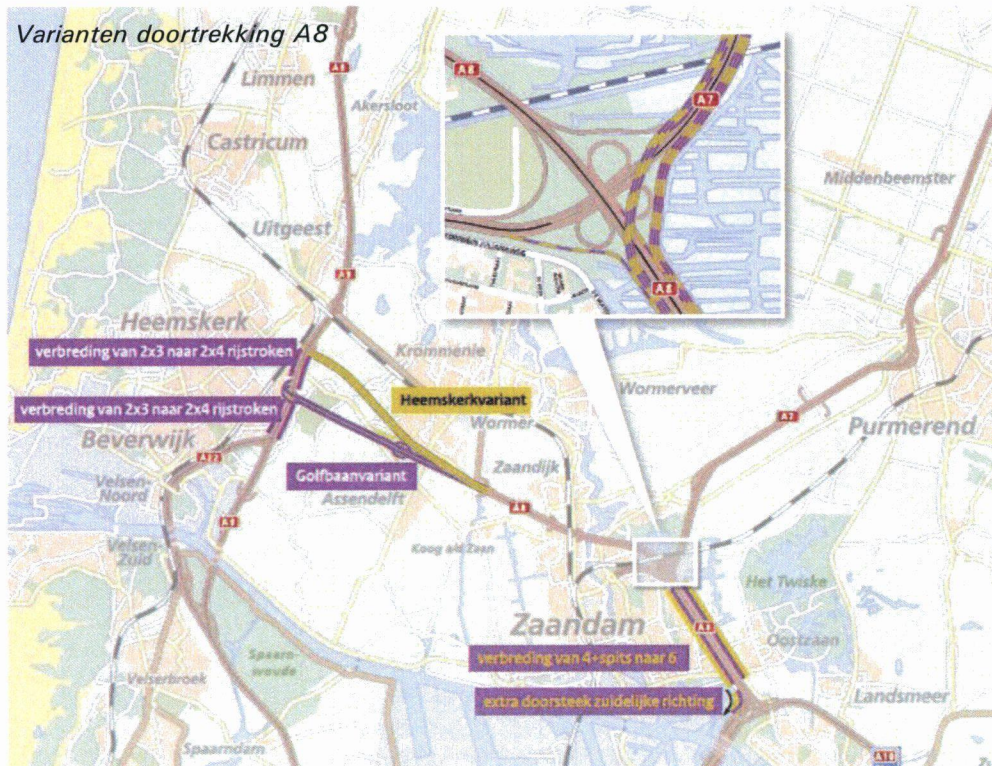 Varianten doortrekking A8
Limmen
A9
Akersloot
Castricum
Uitgeest
A9
A8
A7
A8
Middenbeemster
Heemskerk
verbreding van 2x3 naar 2x4 rijstroken
Krommenie
verbreding van 2x3 naar 2x4 rijstroken
Heemskerkvariant
Wormerveer
A7
Beverwijk
Wormer
Purmerend
A22
Golfbaanvariant
Zaandijk
Velsen-
Noord
Assendelft
A9
A8
Velsen-
Zuid
Koog a/d Zaan
Het Twiske
Zaandam
A8
Oostzaan
Spaarn-
woude
verbreding van 4+spits naar 6
Velserbroek
extra doorsteek zuidelijke richting
Landsmeer
Spaarndam
A10